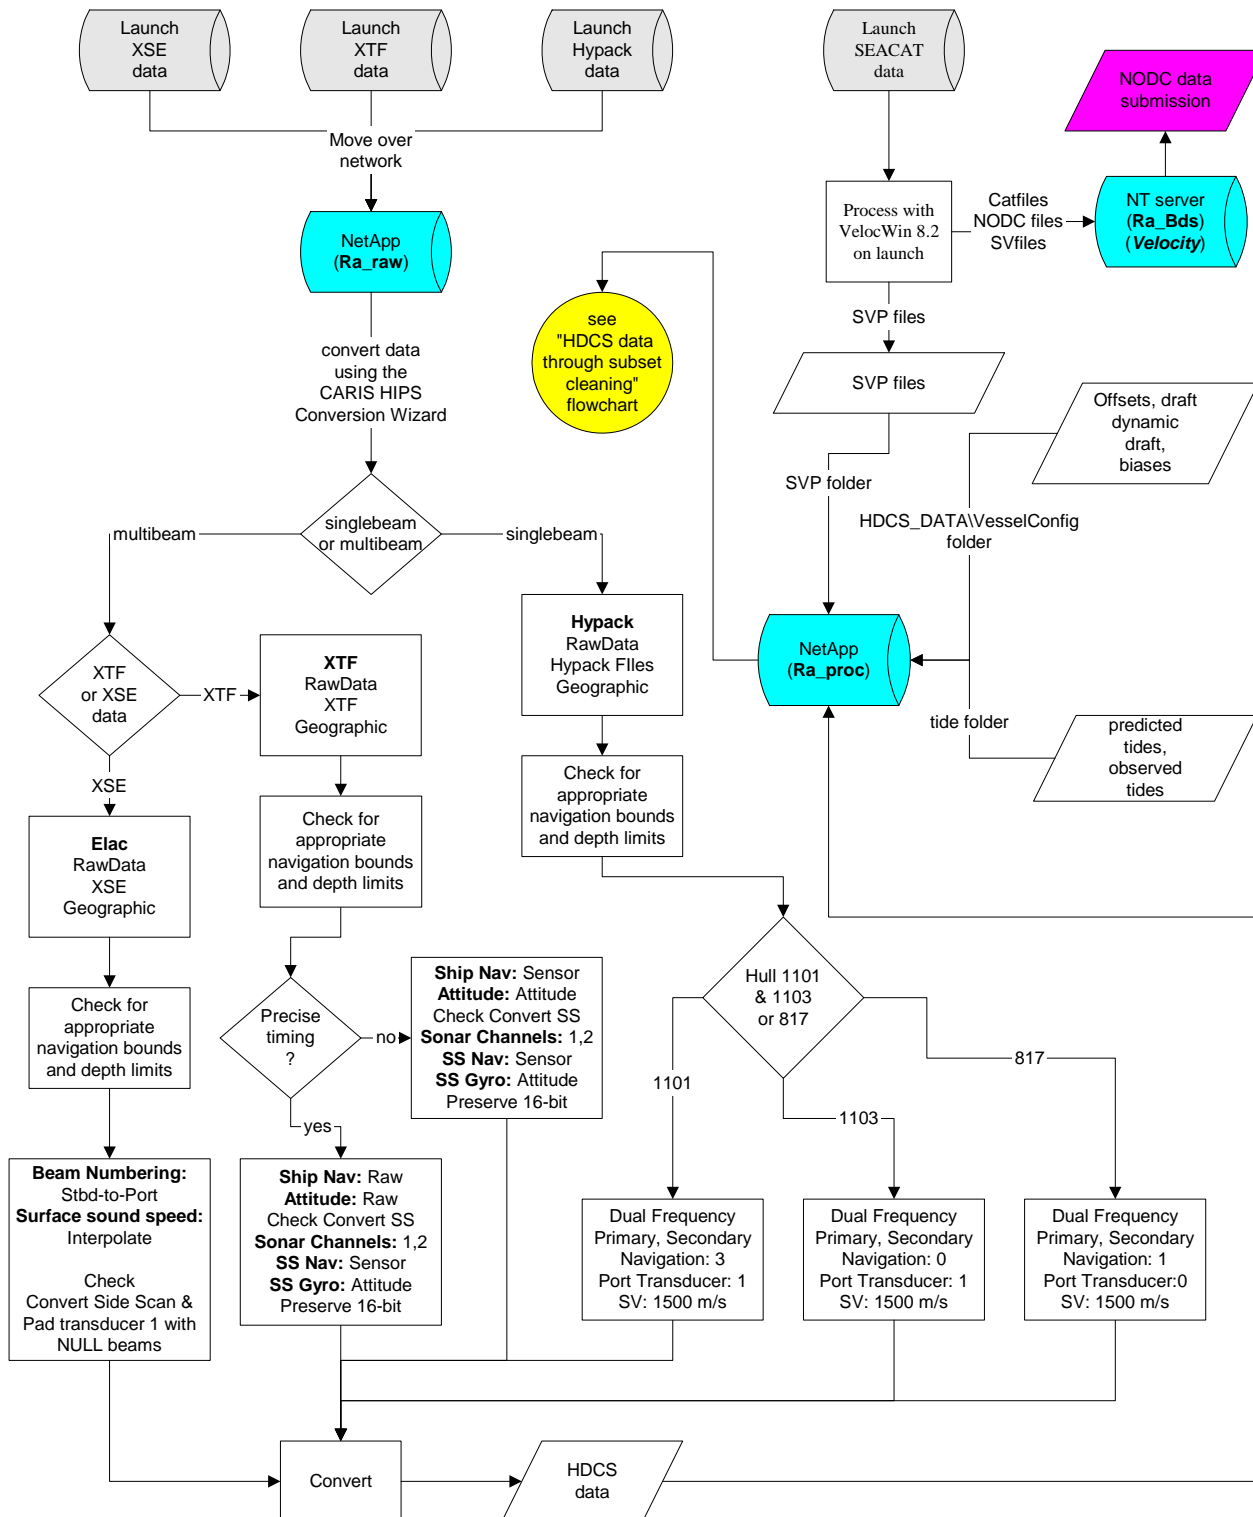 Launch
XSE
data
Launch
XTF
data
Launch
Hypack
data
Launch
SEACAT
data
NODC data
submission
Move over
network
Process with
VelocWin 8.2
on launch
Catfiles
NODC files
SVfiles
NT server
(Ra_Bds)
(Velocity)
NetApp
(Ra_raw)
SVP files
see
"HDCS data
through subset
cleaning"
flowchart
convert data
using the
CARIS HIPS
Conversion Wizard
SVP files
Offsets, draft
dynamic
draft,
biases
SVP folder
HDCS_DATA\VesselConfig
folder
multibeam
singlebeam
or multibeam
singlebeam
Hypack
RawData
Hypack FIles
Geographic
NetApp
(Ra_proc)
XTF
or XSE
data
XTF
XTF
RawData
XTF
Geographic
tide folder
predicted
tides,
observed
tides
XSE
Check for
appropriate
navigation bounds
and depth limits
Check for
appropriate
navigation bounds
and depth limits
Elac
RawData
XSE
Geographic
Hull 1101
& 1103
or 817
Precise
timing
?
no
Ship Nav: Sensor
Attitude: Attitude
Check Convert SS
Sonar Channels: 1,2
SS Nav: Sensor
SS Gyro: Attitude
Preserve 16-bit
Check for
appropriate
navigation bounds
and depth limits
1101
1103
817
yes
Beam Numbering:
Stbd-to-Port
Surface sound speed:
Interpolate
Check
Convert Side Scan &
Pad transducer 1 with
NULL beams
Ship Nav: Raw
Attitude: Raw
Check Convert SS
Sonar Channels: 1,2
SS Nav: Sensor
SS Gyro: Attitude
Preserve 16-bit
Dual Frequency
Primary, Secondary
Navigation: 3
Port Transducer: 1
SV: 1500 m/s
Dual Frequency
Primary, Secondary
Navigation: 0
Port Transducer: 1
SV: 1500 m/s
Dual Frequency
Primary, Secondary
Navigation: 1
Port Transducer:0
SV: 1500 m/s
Convert
HDCS
data